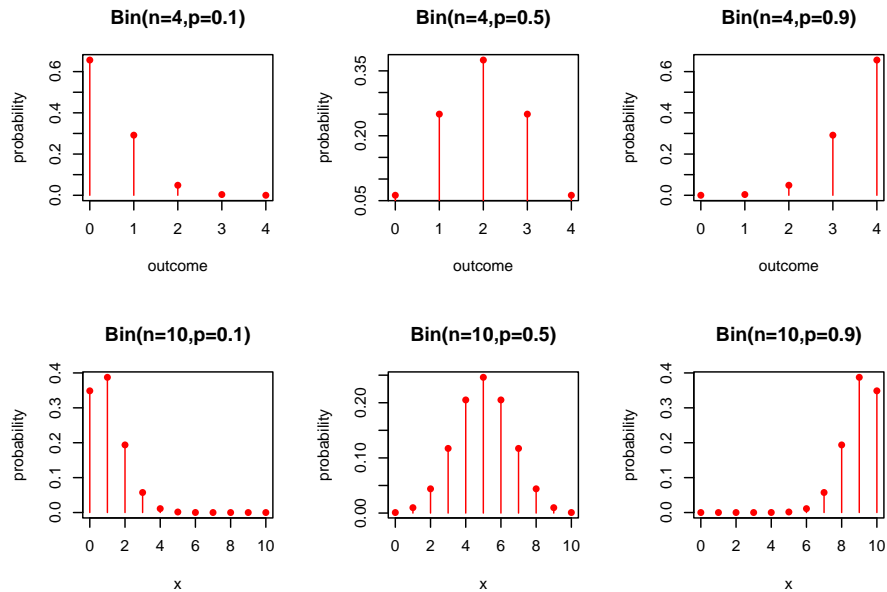 Bin(n=4,p=0.1)
probability
0.0 0.2 0.4 0.6
0 1 2 3 4
outcome
Bin(n=4,p=0.5)
probability
0.05 0.20 0.35
0 1 2 3 4
outcome
Bin(n=4,p=0.9)
probability
0.0 0.2 0.4 0.6
0 1 2 3 4
outcome
Bin(n=10,p=0.1)
probability
0.0 0.1 0.2 0.3 0.4
0 2 4 6 8 10
x
Bin(n=10,p=0.5)
probability
0.00 0.10 0.20
0 2 4 6 8 10
x
Bin(n=10,p=0.9)
probability
0.0 0.1 0.2 0.3 0.4
0 2 4 6 8 10
x